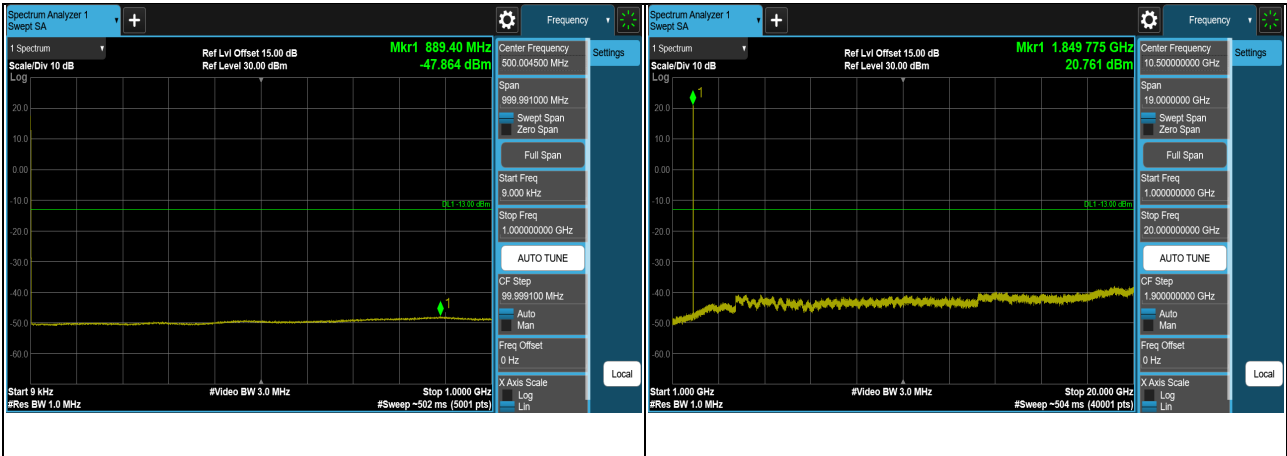 Spectrum Analyzer 1
Swept SA
+
Frequency
1 Spectrum
Scale/Div 10 dB
Log
Ref Lvl Offset 15.00 dB
Ref Level 30.00 dBm
Mkr1 889.40 MHz
-47.864 dBm
20.0
10.0
0.00
-10.0
-20.0
-30.0
-40.0
-50.0
-60.0
DL1 -13.00 dBm
1
Start 9 kHz
#Res BW 1.0 MHz
#Video BW 3.0 MHz
Stop 1.0000 GHz
#Sweep ~502 ms (5001 pts)
Center Frequency
500.004500 MHz
Span
999.991000 MHz
Swept Span
Zero Span
Full Span
Start Freq
9.000 kHz
Stop Freq
1.000000000 GHz
AUTO TUNE
CF Step
99.999100 MHz
Auto
Man
Freq Offset
0 Hz
X Axis Scale
Log
Lin
Settings
Local
Spectrum Analyzer 1
Swept SA
+
Frequency
1 Spectrum
Scale/Div 10 dB
Log
Ref Lvl Offset 15.00 dB
Ref Level 30.00 dBm
Mkr1 1.849 775 GHz
20.761 dBm
20.0
10.0
0.00
-10.0
-20.0
-30.0
-40.0
-50.0
-60.0
DL1 -13.00 dBm
1
Start 1.000 GHz
#Res BW 1.0 MHz
#Video BW 3.0 MHz
Stop 20.000 GHz
#Sweep ~504 ms (40001 pts)
Center Frequency
10.500000000 GHz
Span
19.0000000 GHz
Swept Span
Zero Span
Full Span
Start Freq
1.000000000 GHz
Stop Freq
20.000000000 GHz
AUTO TUNE
CF Step
1.900000000 GHz
Auto
Man
Freq Offset
0 Hz
X Axis Scale
Log
Lin
Settings
Local